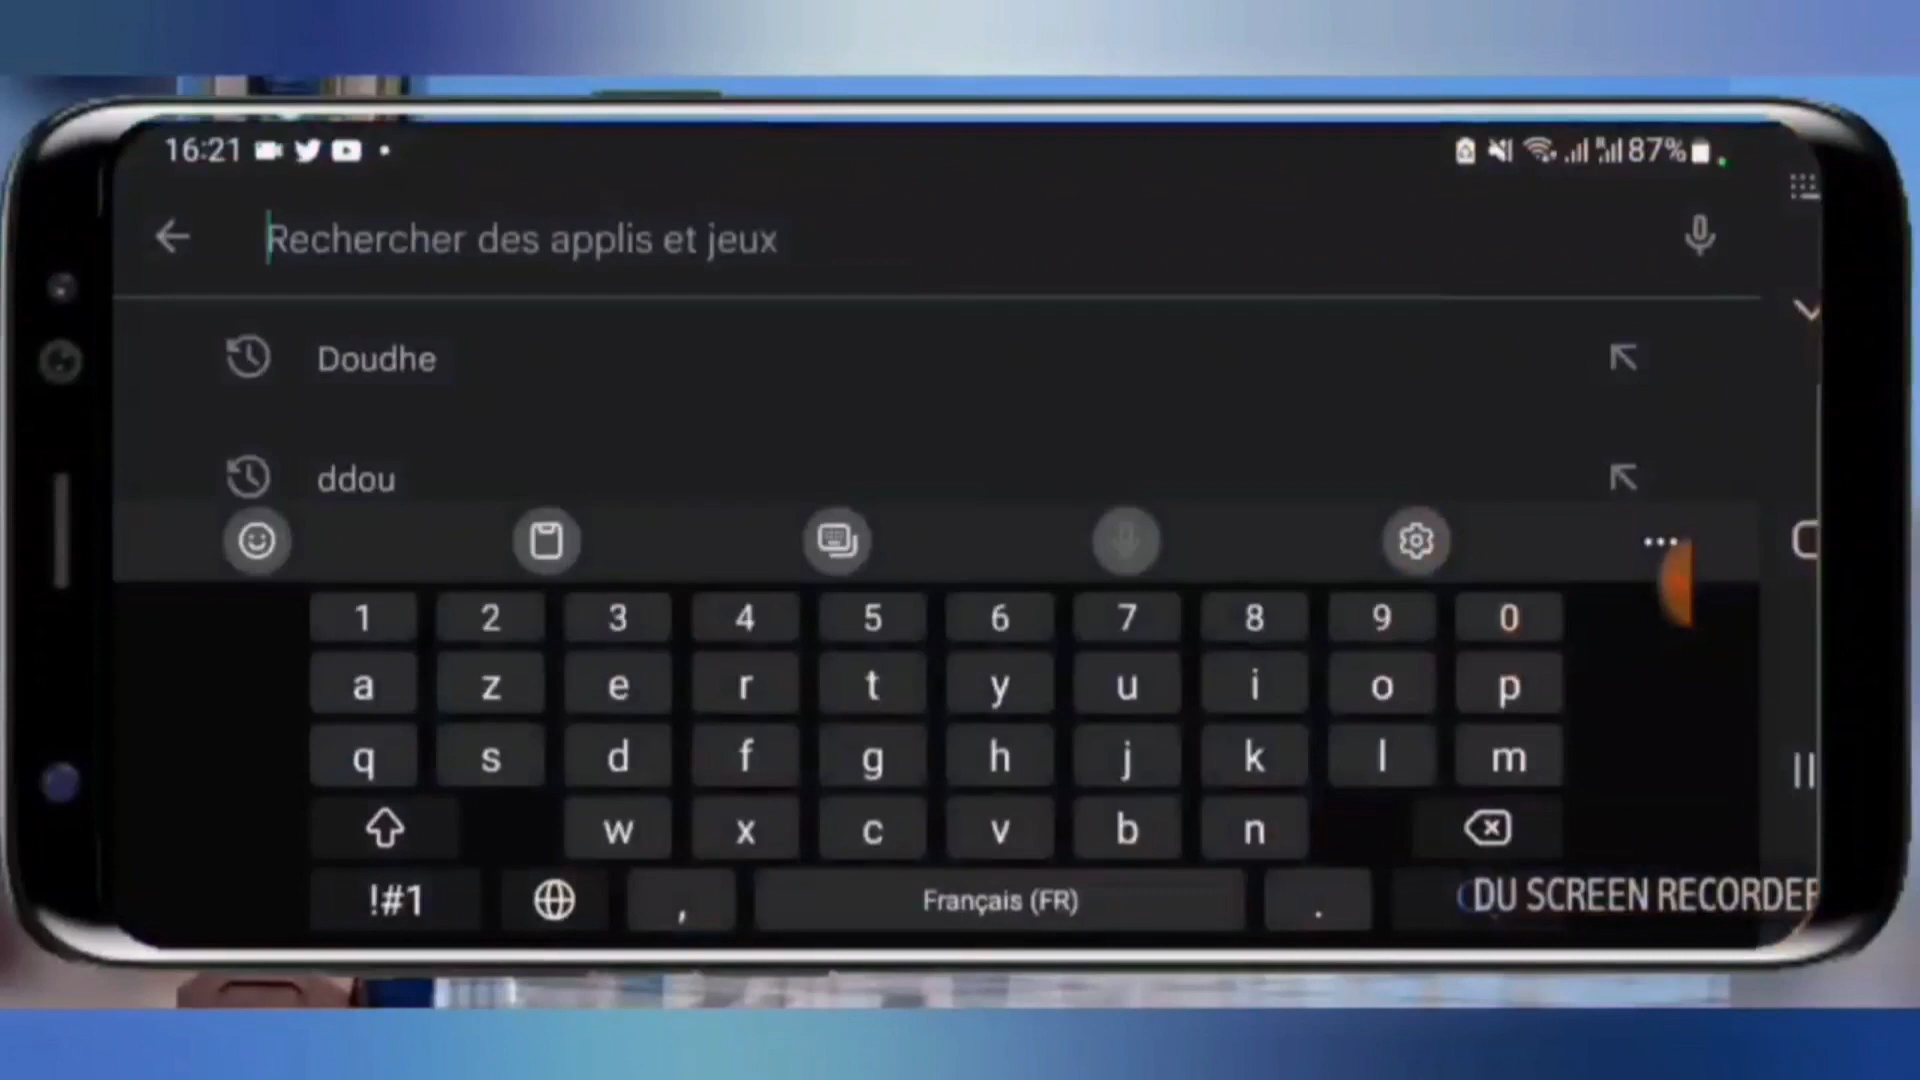 16:21
87%
Rechercher des applis et jeux
Doudhe
ddou
1 2 3 4 5 6 7 8 9 0
a z e r t y u i o p
q s d f g h j k l m
w x c v b n
!#1 , Français (FR) .
DU SCREEN RECORDER